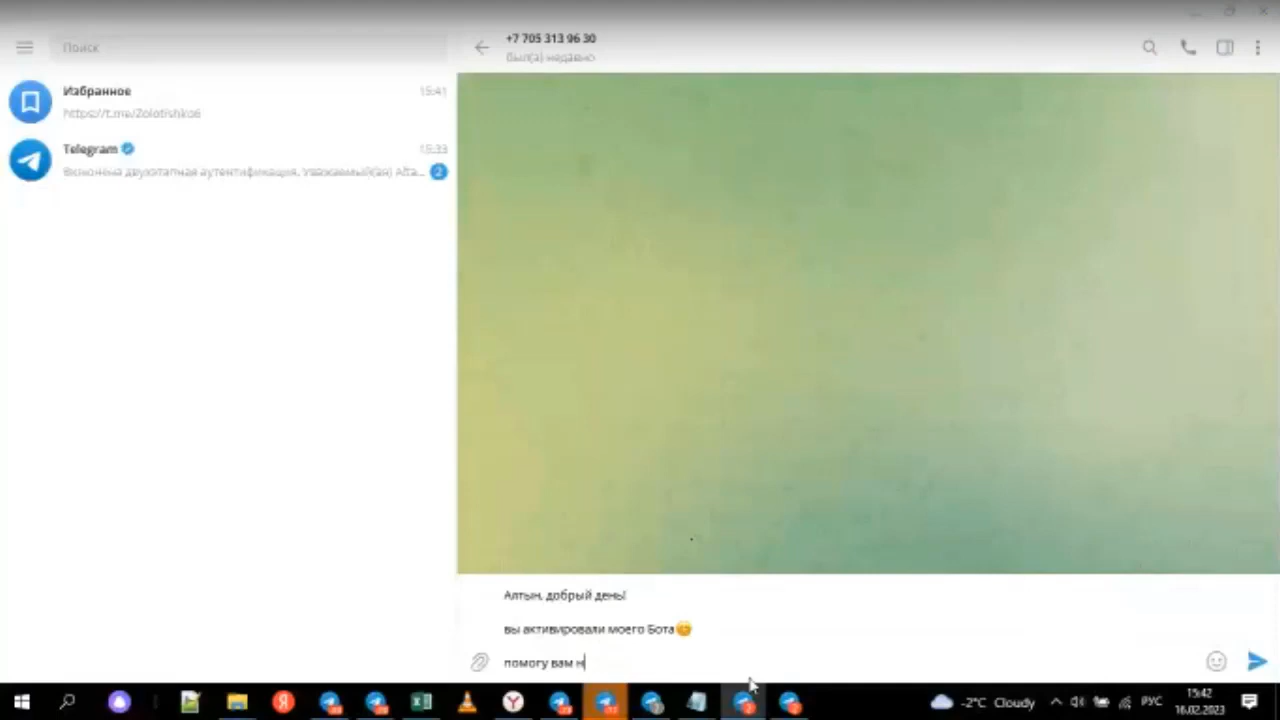 Поиск
Избранное 15:41
https://t.me/Zolotishko6
Telegram 15:33
Включена двухэтапная аутентификация. Уважаемый(ая) Alta... 2
+7 705 313 96 30
был(а) недавно
Алтын, добрый день!
вы активировали моего Бота😊
помогу вам н
-2°C Cloudy
РУС
15:42
16.02.2023